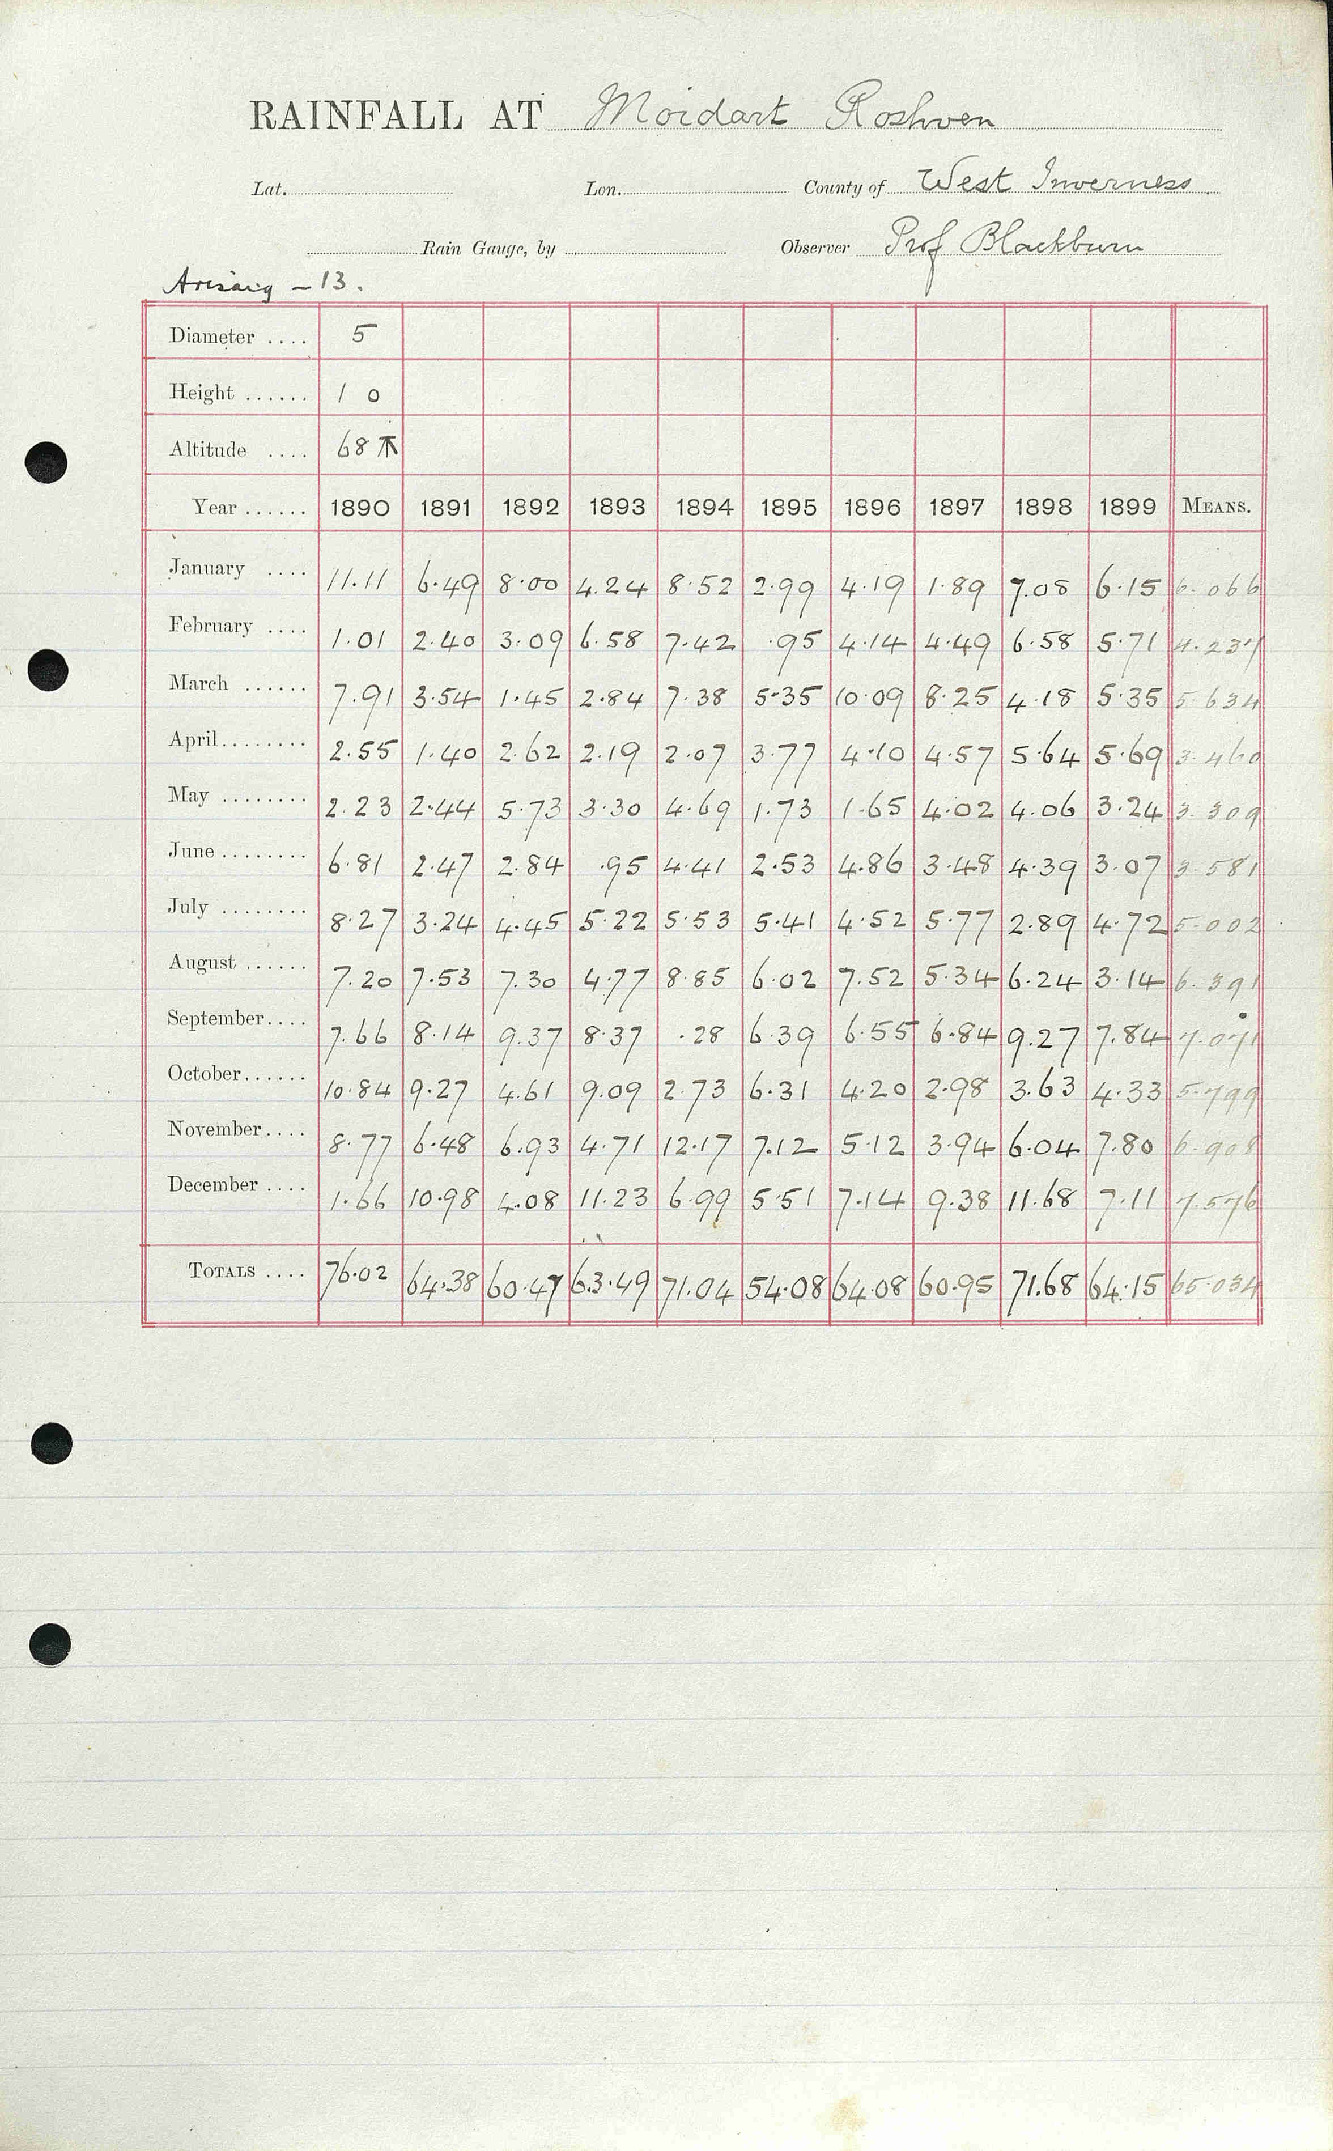 RAINFALL AT Moidart Roshven
Lat. Lon. County of West Inverness
Rain Gauge, by Observer Prof Blackburn
Arisaig - 13.
Diameter .... 5
Height ...... 1 0
Altitude .... 68
Year ...... 1890 1891 1892 1893 1894 1895 1896 1897 1898 1899 MEANS.
January .... 11.11 6.49 8.00 4.24 8.52 2.99 4.19 1.89 7.08 6.15 6.066
February .... 1.01 2.40 3.09 6.58 7.42 .95 4.14 4.49 6.58 5.71 4.237
March ...... 7.91 3.54 1.45 2.84 7.38 5.35 10.09 8.25 4.18 5.35 5.634
April........ 2.55 1.40 2.62 2.19 2.07 3.77 4.10 4.57 5.64 5.69 3.460
May ........ 2.23 2.44 5.73 3.30 4.69 1.73 1.65 4.02 4.06 3.24 3.309
June ........ 6.81 2.47 2.84 .95 4.41 2.53 4.86 3.48 4.39 3.07 3.581
July ........ 8.27 3.24 4.45 5.22 5.53 5.41 4.52 5.77 2.89 4.72 5.002
August ...... 7.20 7.53 7.30 4.77 8.85 6.02 7.52 5.34 6.24 3.14 6.391
September.... 7.66 8.14 9.37 8.37 .28 6.39 6.55 6.84 9.27 7.84 7.071
October...... 10.84 9.27 4.61 9.09 2.73 6.31 4.20 2.98 3.63 4.33 5.799
November.... 8.77 6.48 6.93 4.71 12.17 7.12 5.12 3.94 6.04 7.80 6.908
December .... 1.66 10.98 4.08 11.23 6.99 5.51 7.14 9.38 11.68 7.11 7.576
TOTALS .... 76.02 64.38 60.47 63.49 71.04 54.08 64.08 60.95 71.68 64.15 65.034